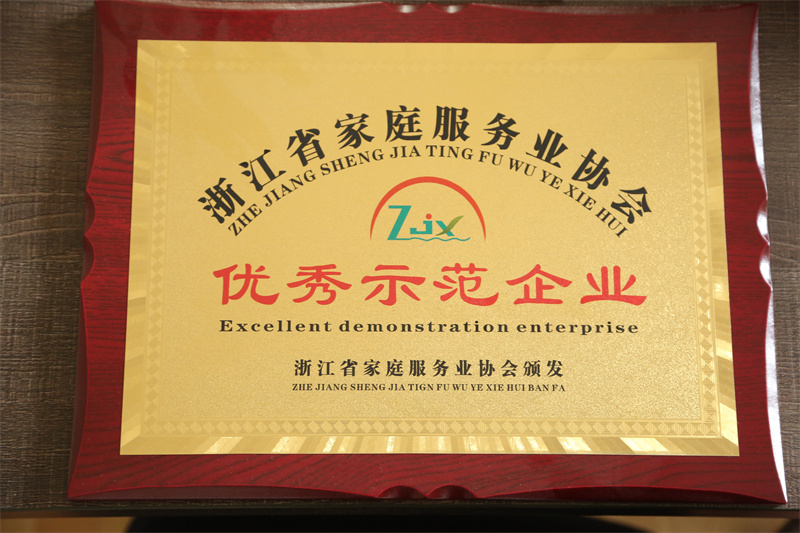 浙江省家庭服务业协会
ZHE JIANG SHENG JIA TING FU WU YE XIE HUI
Zjx
优秀示范企业
Excellent demonstration enterprise
浙江省家庭服务业协会颁发
ZHE JIANG SHENG JIA TIGN FU WU YE XIE HUI BAN FA